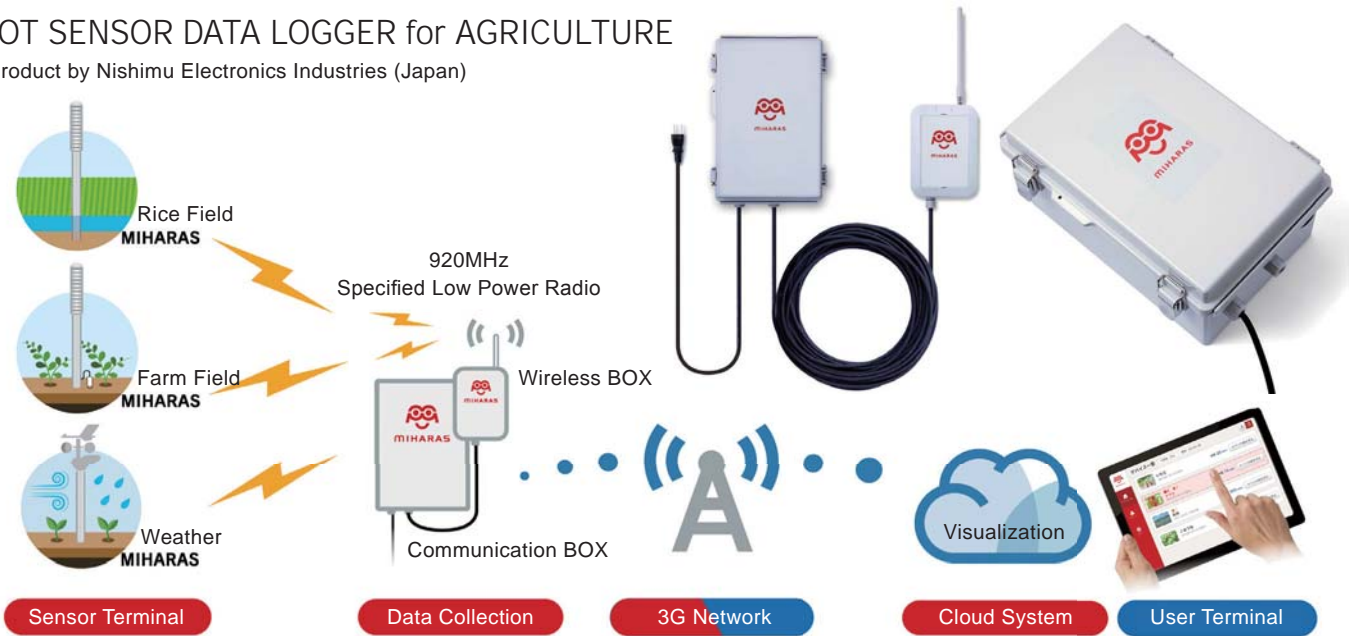 OT SENSOR DATA LOGGER for AGRICULTURE
roduct by Nishimu Electronics Industries (Japan)
MIHARAS
MIHARAS
MIHARAS
Rice Field
MIHARAS
920MHz
Specified Low Power Radio
Farm Field
MIHARAS
Wireless BOX
MIHARAS
MIHARAS
Weather
MIHARAS
Communication BOX
Visualization
Sensor Terminal
Data Collection
3G Network
Cloud System
User Terminal